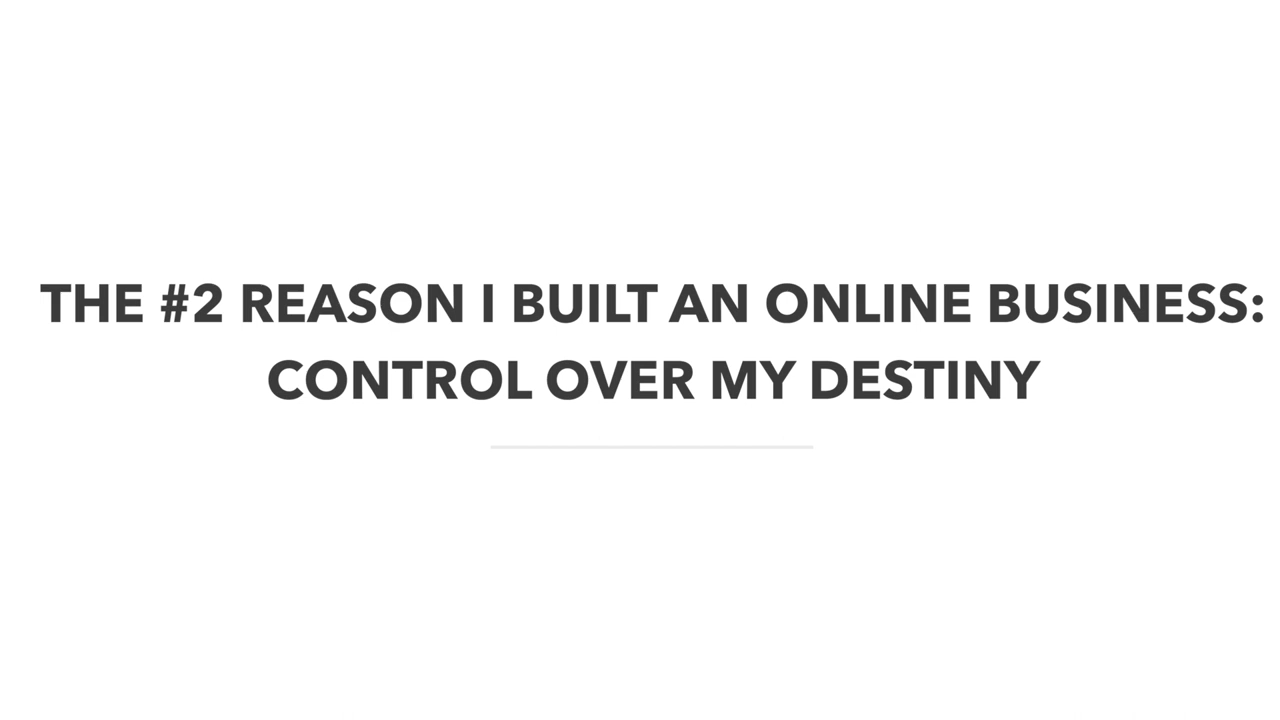 THE #2 REASON I BUILT AN ONLINE BUSINESS:
CONTROL OVER MY DESTINY